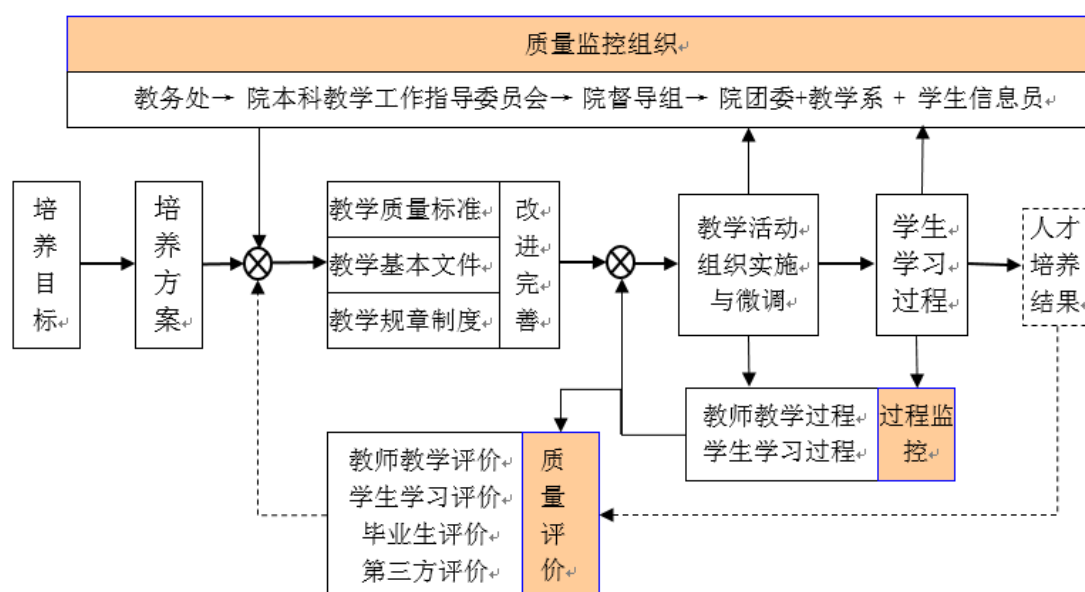 质量监控组织
教务处→ 院本科教学工作指导委员会→ 院督导组→ 院团委+教学系 + 学生信息员
培养目标
培养方案
教学质量标准
教学基本文件
教学规章制度
改进完善
教学活动
组织实施
与微调
学生
学习
过程
人才
培养
结果
教师教学过程
学生学习过程
过程监
控
教师教学评价
学生学习评价
毕业生评价
第三方评价
质量评价